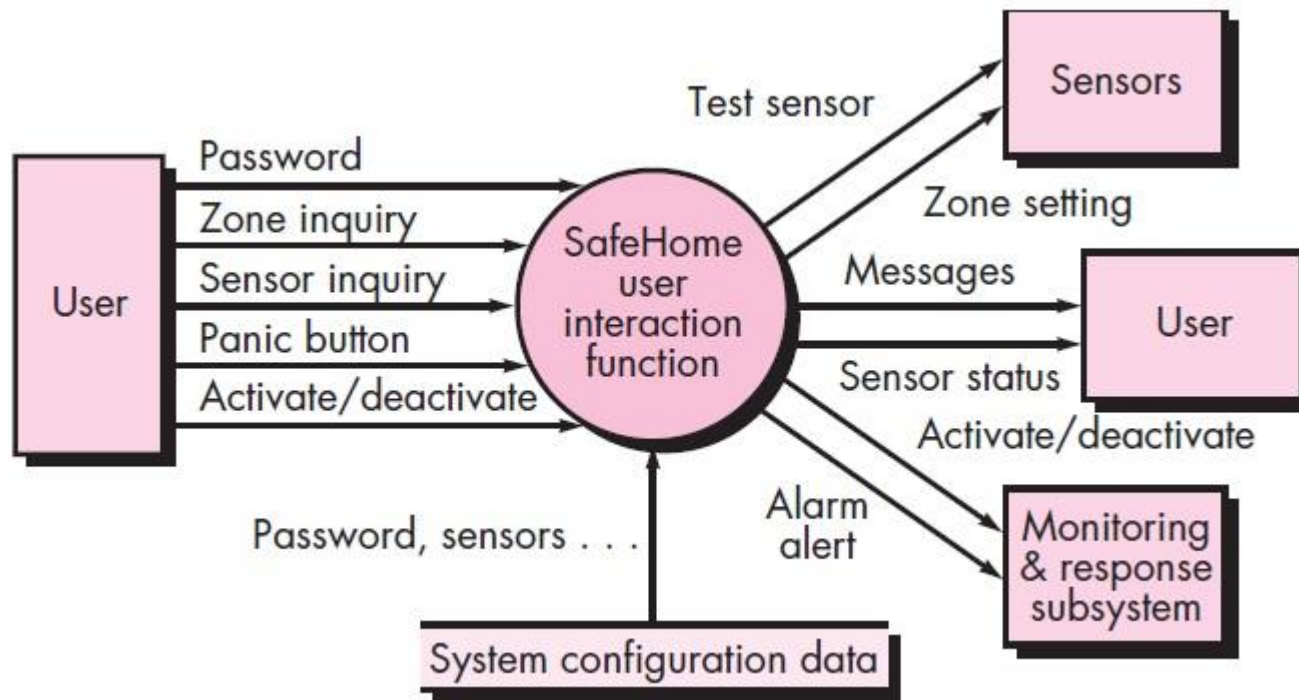 Password
Zone inquiry
Sensor inquiry
Panic button
Activate/deactivate
User
SafeHome
user
interaction
function
Test sensor
Sensors
Zone setting
Messages
User
Sensor status
Activate/deactivate
Alarm
alert
Monitoring
& response
subsystem
Password, sensors . . .
System configuration data